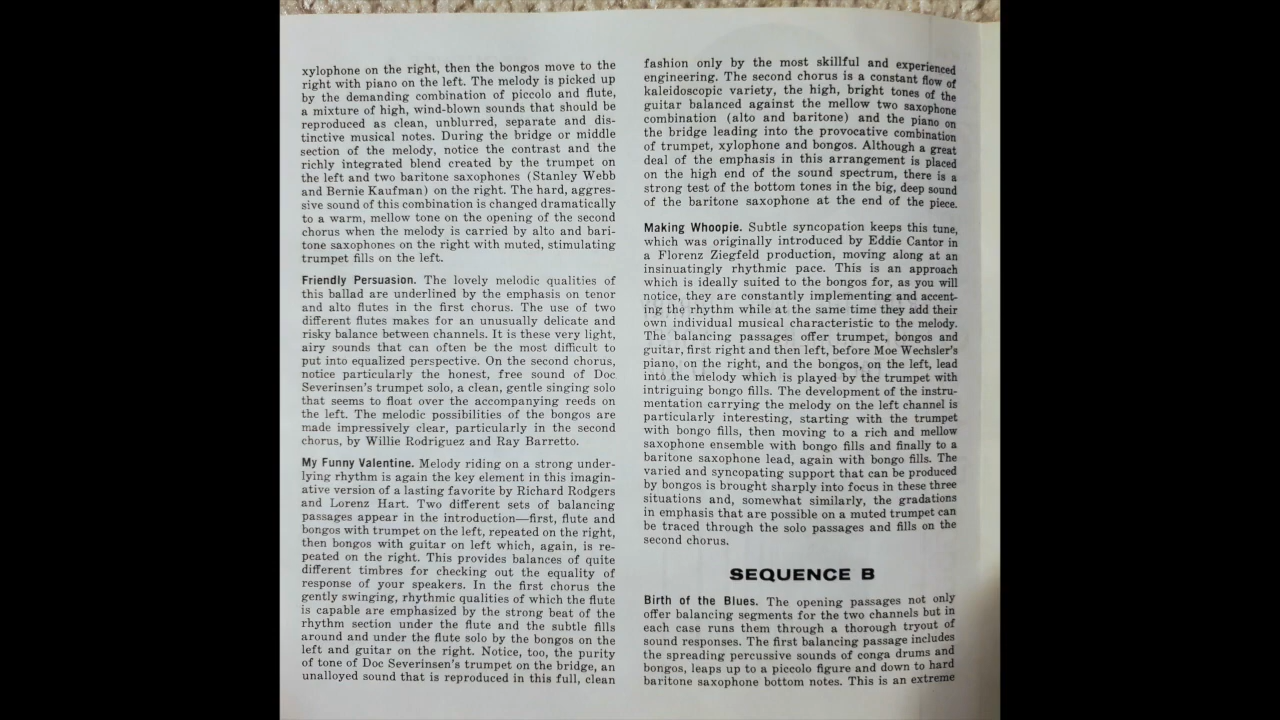 xylophone on the right, then the bongos move to the
right with piano on the left. The melody is picked up
by the demanding combination of piccolo and flute,
a mixture of high, wind-blown sounds that should be
reproduced as clean, unblurred, separate and dis-
tinctive musical notes. During the bridge or middle
section of the melody, notice the contrast and the
richly integrated blend created by the trumpet on
the left and two baritone saxophones (Stanley Webb
and Bernie Kaufman) on the right. The hard, aggres-
sive sound of this combination is changed dramatically
to a warm, mellow tone on the opening of the second
chorus when the melody is carried by alto and bari-
tone saxophones on the right with muted, stimulating
trumpet fills on the left.
Friendly Persuasion. The lovely melodic qualities of
this ballad are underlined by the emphasis on tenor
and alto flutes in the first chorus. The use of two
different flutes makes for an unusually delicate and
risky balance between channels. It is these very light,
airy sounds that can often be the most difficult to
put into equalized perspective. On the second chorus,
notice particularly the honest, free sound of Doc
Severinsen's trumpet solo, a clean, gentle singing solo
that seems to float over the accompanying reeds on
the left. The melodic possibilities of the bongos are
made impressively clear, particularly in the second
chorus, by Willie Rodriguez and Ray Barretto.
My Funny Valentine. Melody riding on a strong under-
lying rhythm is again the key element in this imagin-
ative version of a lasting favorite by Richard Rodgers
and Lorenz Hart. Two different sets of balancing
passages appear in the introduction—first, flute and
bongos with trumpet on the left, repeated on the right,
then bongos with guitar on left which, again, is re-
peated on the right. This provides balances of quite
different timbres for checking out the equality of
response of your speakers. In the first chorus the
gently swinging, rhythmic qualities of which the flute
is capable are emphasized by the strong beat of the
rhythm section under the flute and the subtle fills
around and under the flute solo by the bongos on the
left and guitar on the right. Notice, too, the purity
of tone of Doc Severinsen's trumpet on the bridge, an
unalloyed sound that is reproduced in this full, clean
fashion only by the most skillful and experienced
engineering. The second chorus is a constant flow of
kaleidoscopic variety, the high, bright tones of the
guitar balanced against the mellow two saxophone
combination (alto and baritone) and the piano on
the bridge leading into the provocative combination
of trumpet, xylophone and bongos. Although a great
deal of the emphasis in this arrangement is placed
on the high end of the sound spectrum, there is a
strong test of the bottom tones in the big, deep sound
of the baritone saxophone at the end of the piece.
Making Whoopie. Subtle syncopation keeps this tune,
which was originally introduced by Eddie Cantor in
a Florenz Ziegfeld production, moving along at an
insinuatingly rhythmic pace. This is an approach
which is ideally suited to the bongos for, as you will
notice, they are constantly implementing and accent-
ing the rhythm while at the same time they add their
own individual musical characteristic to the melody.
The balancing passages offer trumpet, bongos and
guitar, first right and then left, before Moe Wechsler's
piano, on the right, and the bongos, on the left, lead
into the melody which is played by the trumpet with
intriguing bongo fills. The development of the instru-
mentation carrying the melody on the left channel is
particularly interesting, starting with the trumpet
with bongo fills, then moving to a rich and mellow
saxophone ensemble with bongo fills and finally to a
baritone saxophone lead, again with bongo fills. The
varied and syncopating support that can be produced
by bongos is brought sharply into focus in these three
situations and, somewhat similarly, the gradations
in emphasis that are possible on a muted trumpet can
be traced through the solo passages and fills on the
second chorus.
SEQUENCE B
Birth of the Blues. The opening passages not only
offer balancing segments for the two channels but in
each case runs them through a thorough tryout of
sound responses. The first balancing passage includes
the spreading percussive sounds of conga drums and
bongos, leaps up to a piccolo figure and down to hard
baritone saxophone bottom notes. This is an extreme